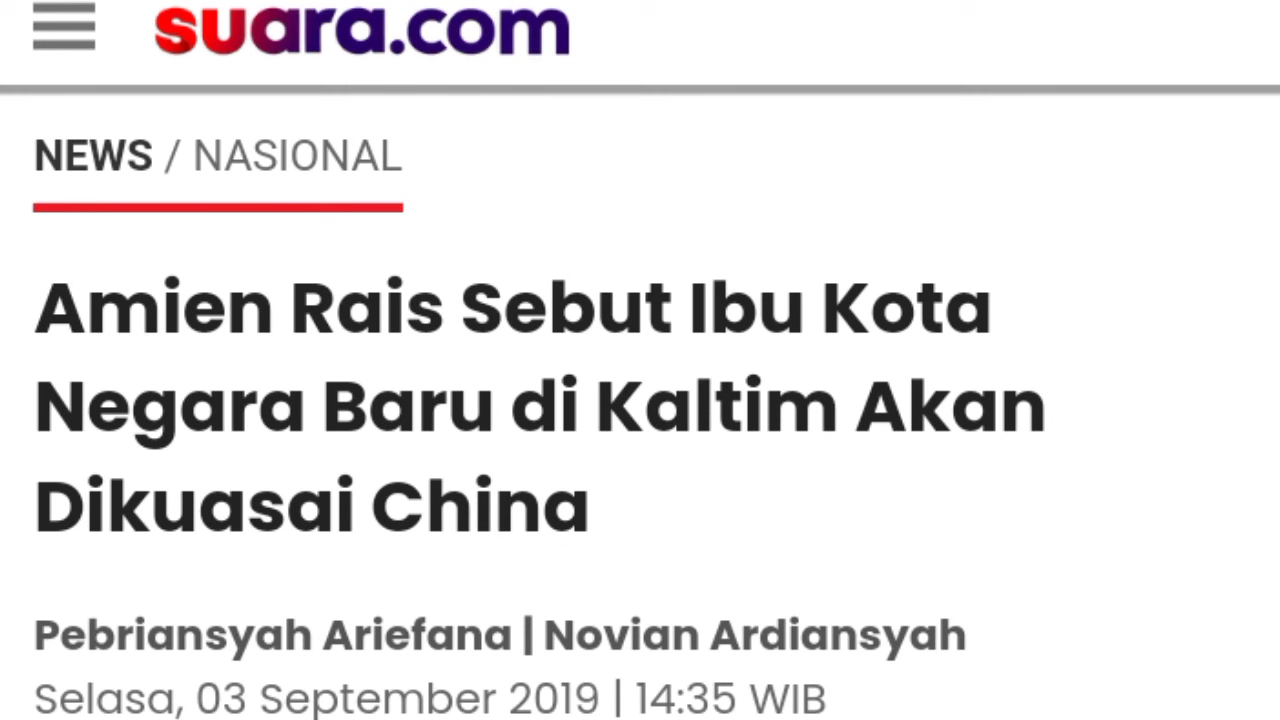 suara.com
NEWS / NASIONAL
Amien Rais Sebut Ibu Kota
Negara Baru di Kaltim Akan
Dikuasai China
Pebriansyah Ariefana | Novian Ardiansyah
Selasa, 03 September 2019 | 14:35 WIB